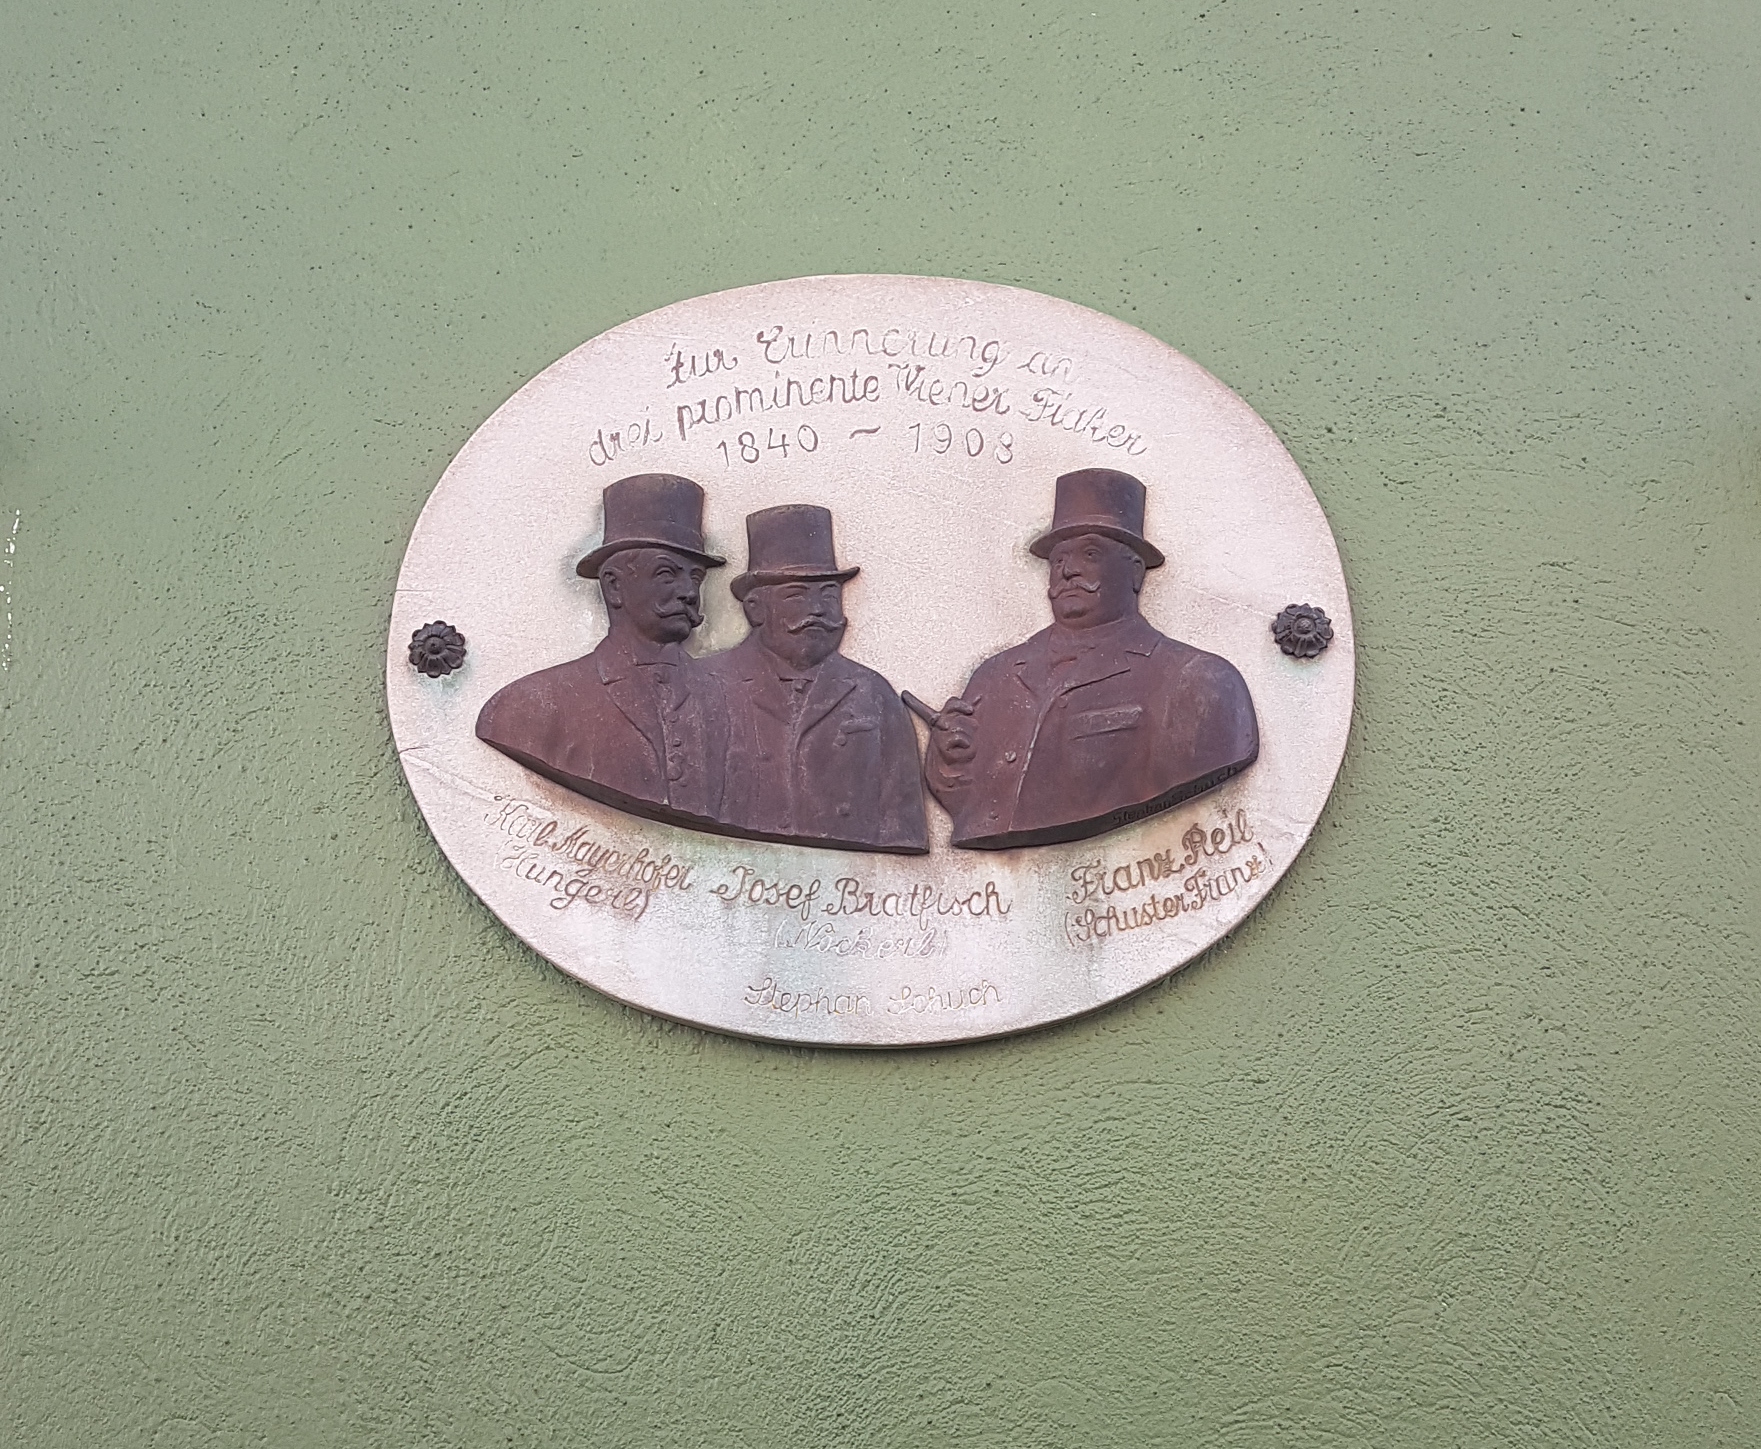 Zur Erinnerung an
drei prominente Wiener Fiaker
1840 ~ 1908
Karl Mayerhofer
(Hungerl)
Josef Bratfisch
(Nockerl)
Franz Reil
(Schuster Franz)
Stephan Schuch